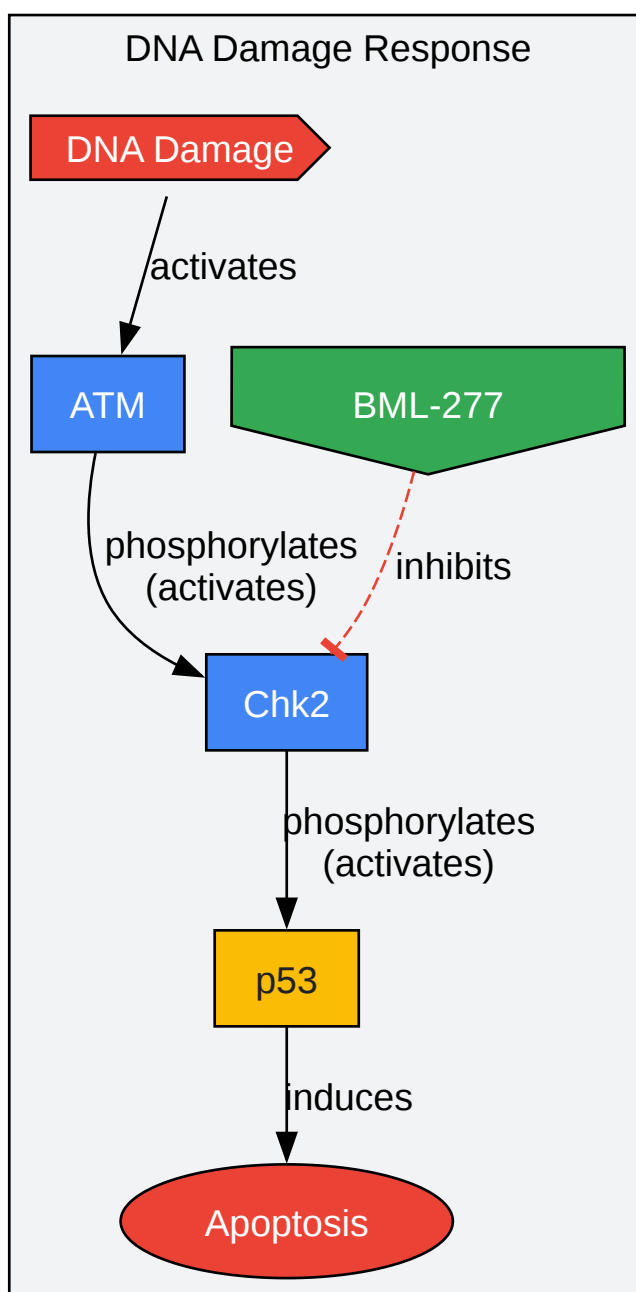 DNA Damage Response
DNA Damage
activates
ATM
BML-277
phosphorylates
(activates)
inhibits
Chk2
phosphorylates
(activates)
p53
induces
Apoptosis